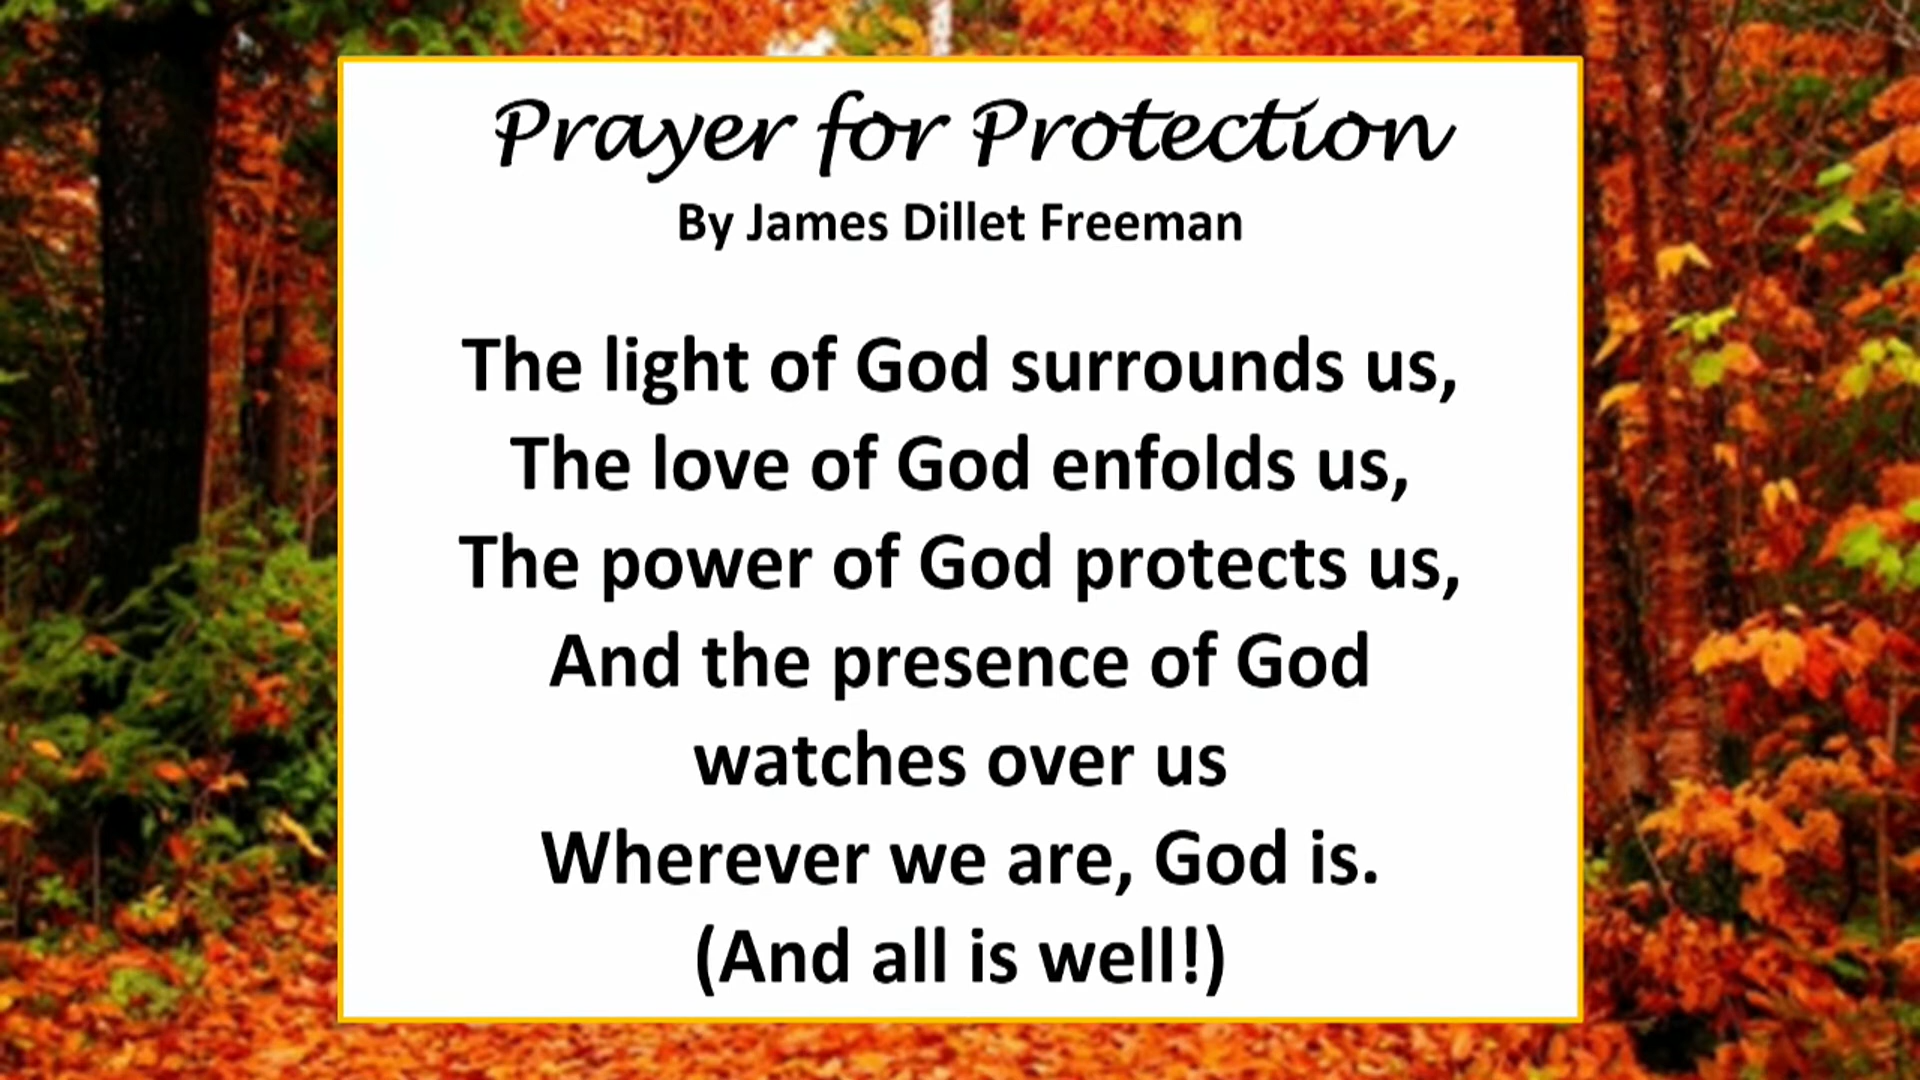 Prayer for Protection
By James Dillet Freeman
The light of God surrounds us,
The love of God enfolds us,
The power of God protects us,
And the presence of God
watches over us
Wherever we are, God is.
(And all is well!)